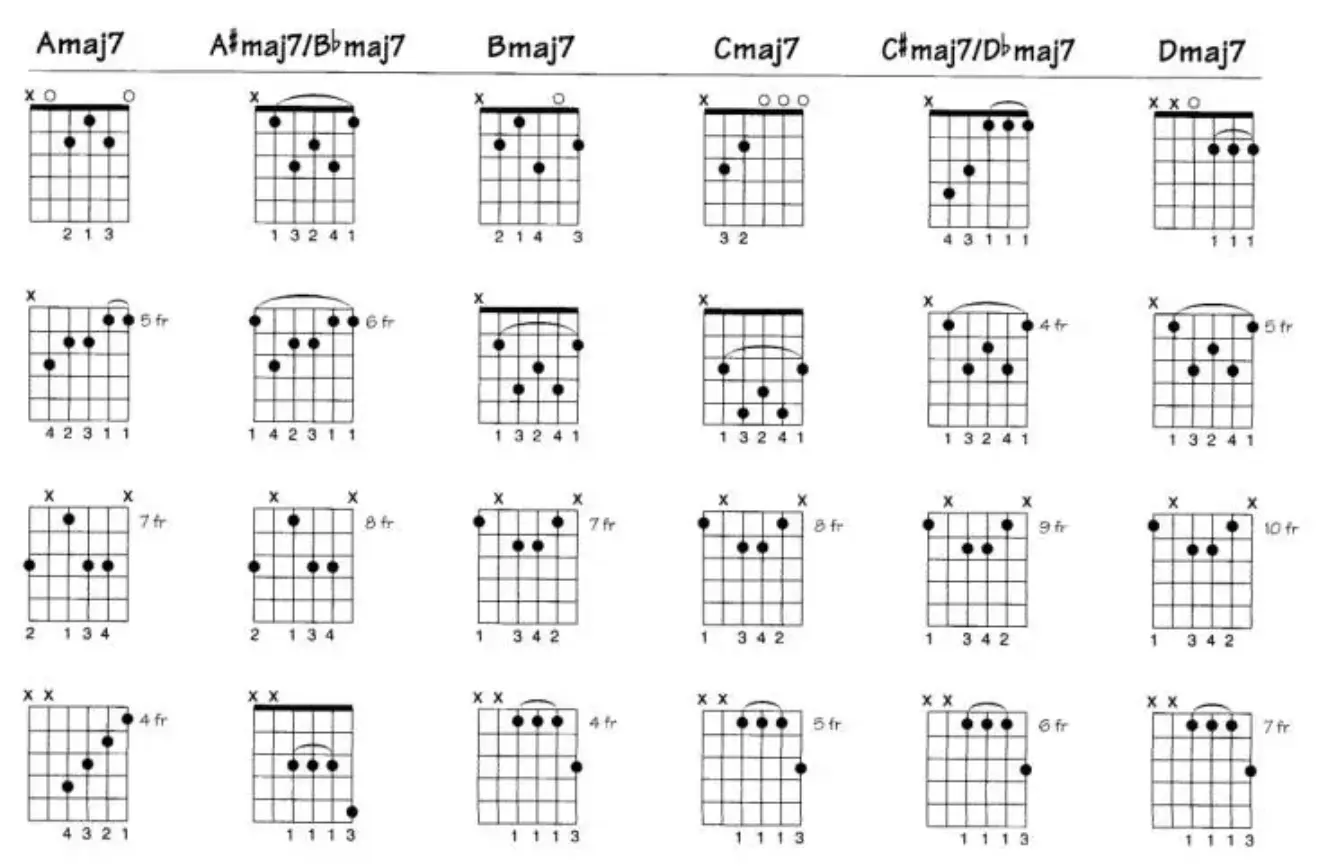 Amaj7 A♯maj7/B♭maj7 Bmaj7 Cmaj7 C♯maj7/D♭maj7 Dmaj7
x o o x x o x o o o x x x o
2 1 3 1 3 2 4 1 2 1 4 3 3 2 4 3 1 1 1 1 1 1
x x x x x
5 fr 6 fr 4 fr 5 fr
4 2 3 1 1 1 4 2 3 1 1 1 3 2 4 1 1 3 2 4 1 1 3 2 4 1 1 3 2 4 1
x x x x x x x x x x x x
7 fr 8 fr 7 fr 8 fr 9 fr 10 fr
2 1 3 4 2 1 3 4 1 3 4 2 1 3 4 2 1 3 4 2 1 3 4 2
x x x x x x x x x x x x
4 fr 4 fr 5 fr 6 fr 7 fr
4 3 2 1 1 1 1 3 1 1 1 3 1 1 1 3 1 1 1 3 1 1 1 3